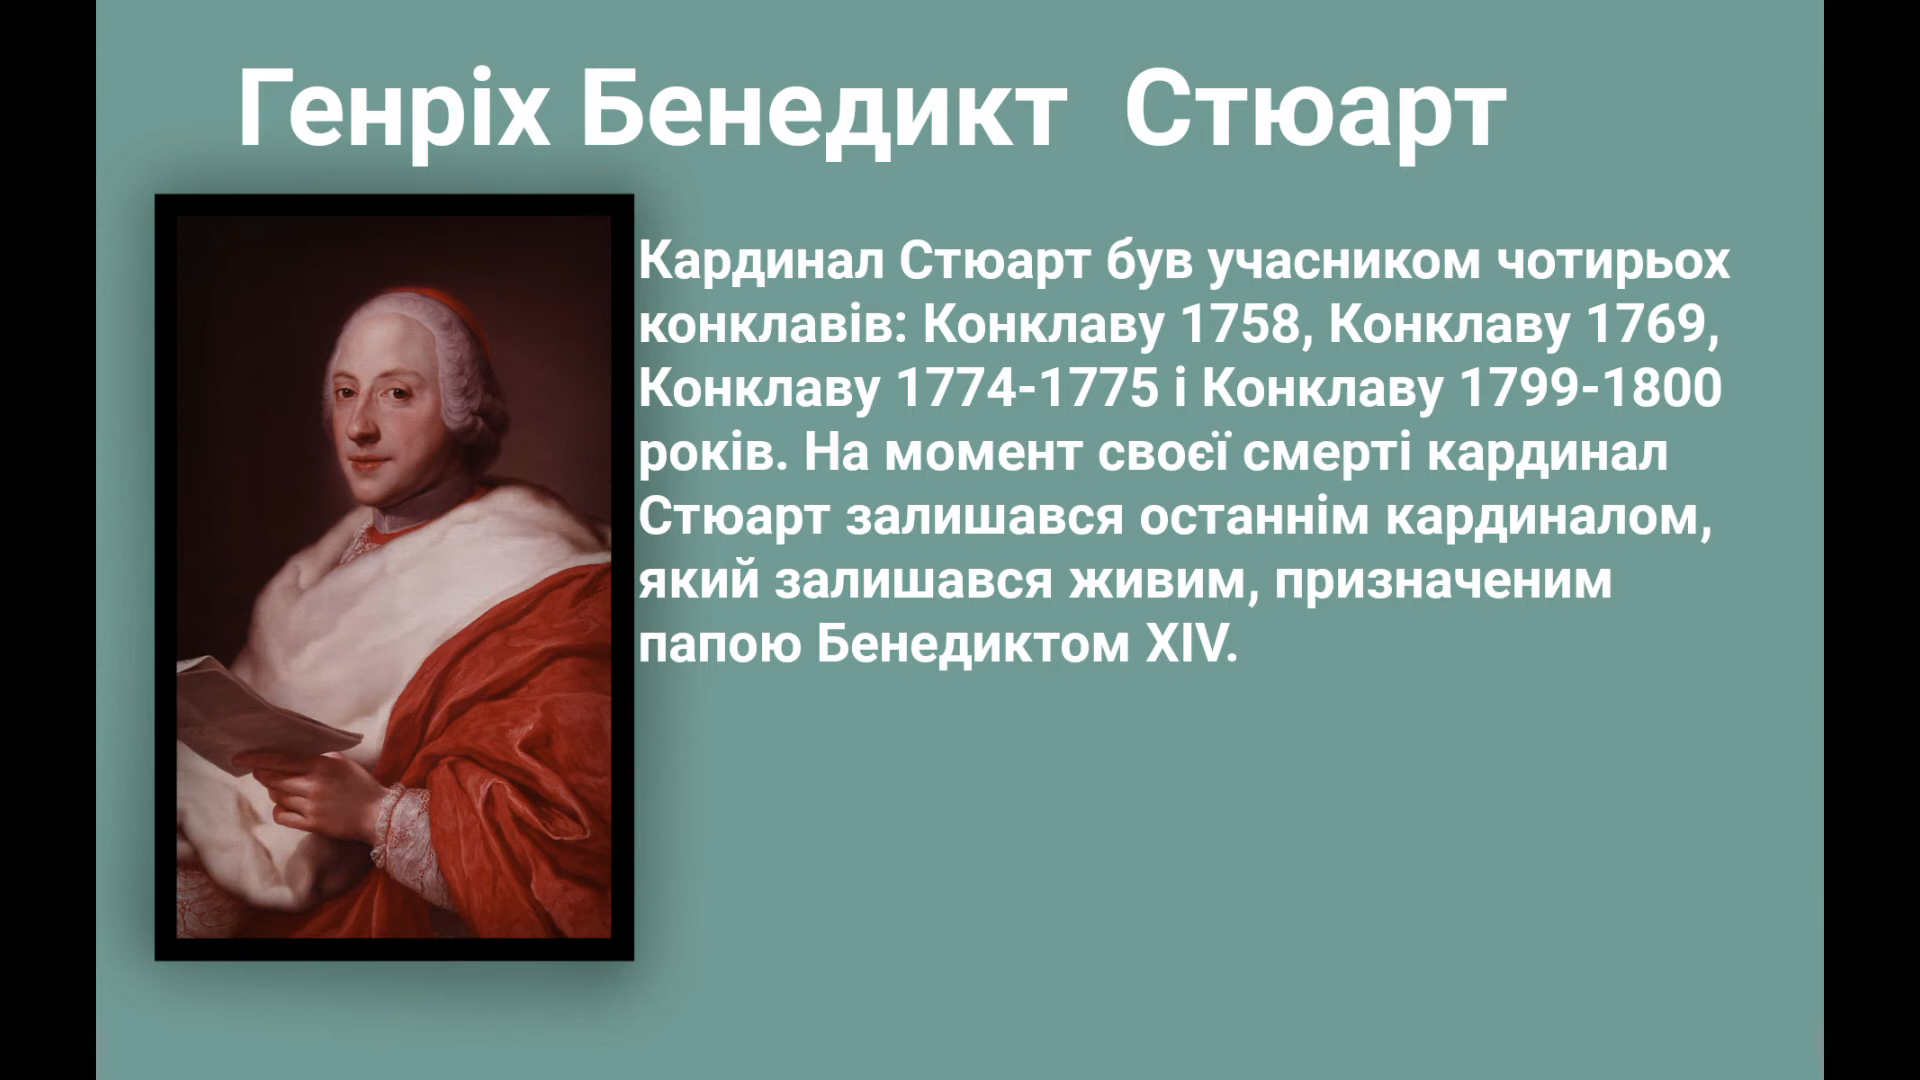 Генріх Бенедикт Стюарт
Кардинал Стюарт був учасником чотирьох
конклавів: Конклаву 1758, Конклаву 1769,
Конклаву 1774-1775 і Конклаву 1799-1800
років. На момент своєї смерті кардинал
Стюарт залишався останнім кардиналом,
який залишався живим, призначеним
папою Бенедиктом XIV.